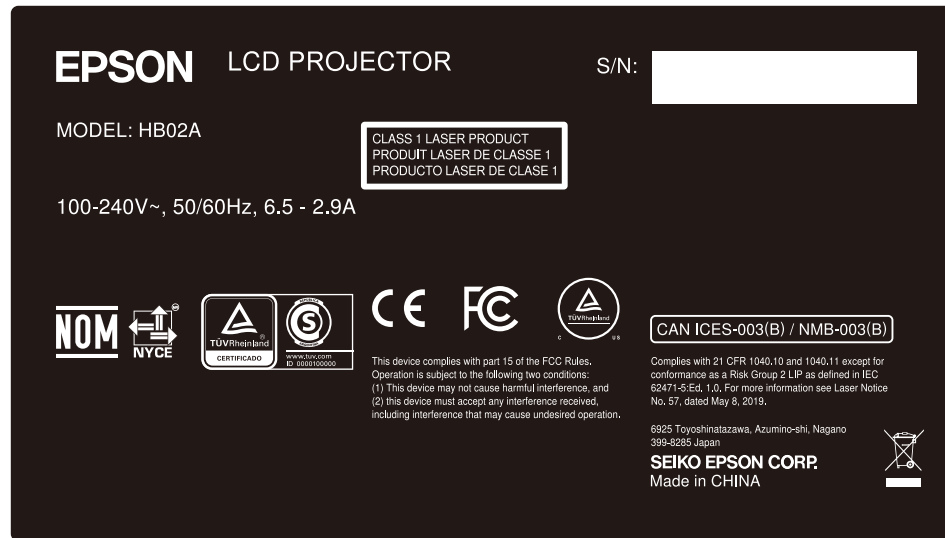 EPSON LCD PROJECTOR
S/N:
MODEL: HB02A
CLASS 1 LASER PRODUCT
PRODUIT LASER DE CLASSE 1
PRODUCTO LASER DE CLASE 1
100-240V~, 50/60Hz, 6.5 - 2.9A
NOM
NYCE
TÜVRheinland
CERTIFICADO
S
www.tuv.com
ID 0000100000
CE
FC
TÜVRheinland
C US
This device complies with part 15 of the FCC Rules.
Operation is subject to the following two conditions:
(1) This device may not cause harmful interference, and
(2) this device must accept any interference received,
including interference that may cause undesired operation.
CAN ICES-003(B) / NMB-003(B)
Complies with 21 CFR 1040.10 and 1040.11 except for
conformance as a Risk Group 2 LIP as defined in IEC
62471-5:Ed. 1.0. For more information see Laser Notice
No. 57, dated May 8, 2019.
6925 Toyoshinatazawa, Azumino-shi, Nagano
399-8285 Japan
SEIKO EPSON CORP.
Made in CHINA